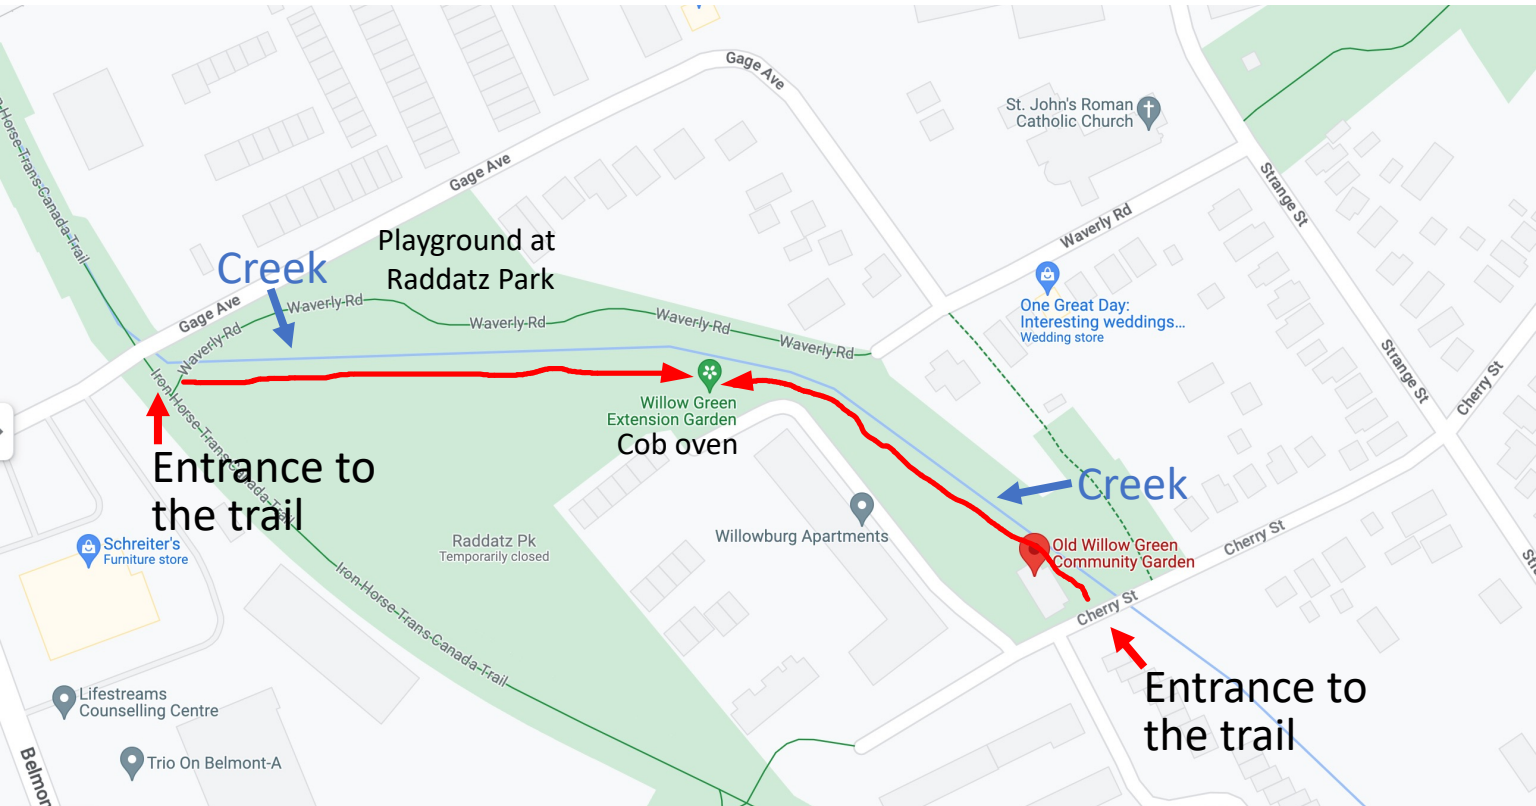 Gage Ave
St. John's Roman
Catholic Church
Iron-Horse-Trans-Canada-Trail
Gage Ave
Strange St
Waverly Rd
Playground at
Raddatz Park
Creek
Waverly-Rd
Gage Ave
Waverly-Rd
Waverly-Rd
Waverly-Rd
Waverly-Rd
One Great Day:
Interesting weddings...
Wedding store
Strange St
Cherry St
Willow Green
Extension Garden
Cob oven
Entrance to
the trail
Iron-Horse-Trans-Canada-Trail
Creek
Schreiter's
Furniture store
Raddatz Pk
Temporarily closed
Willowburg Apartments
Old Willow Green
Community Garden
Cherry St
Iron-Horse-Trans-Canada-Trail
Cherry St
Entrance to
the trail
Lifestreams
Counselling Centre
Trio On Belmont-A
Belmon